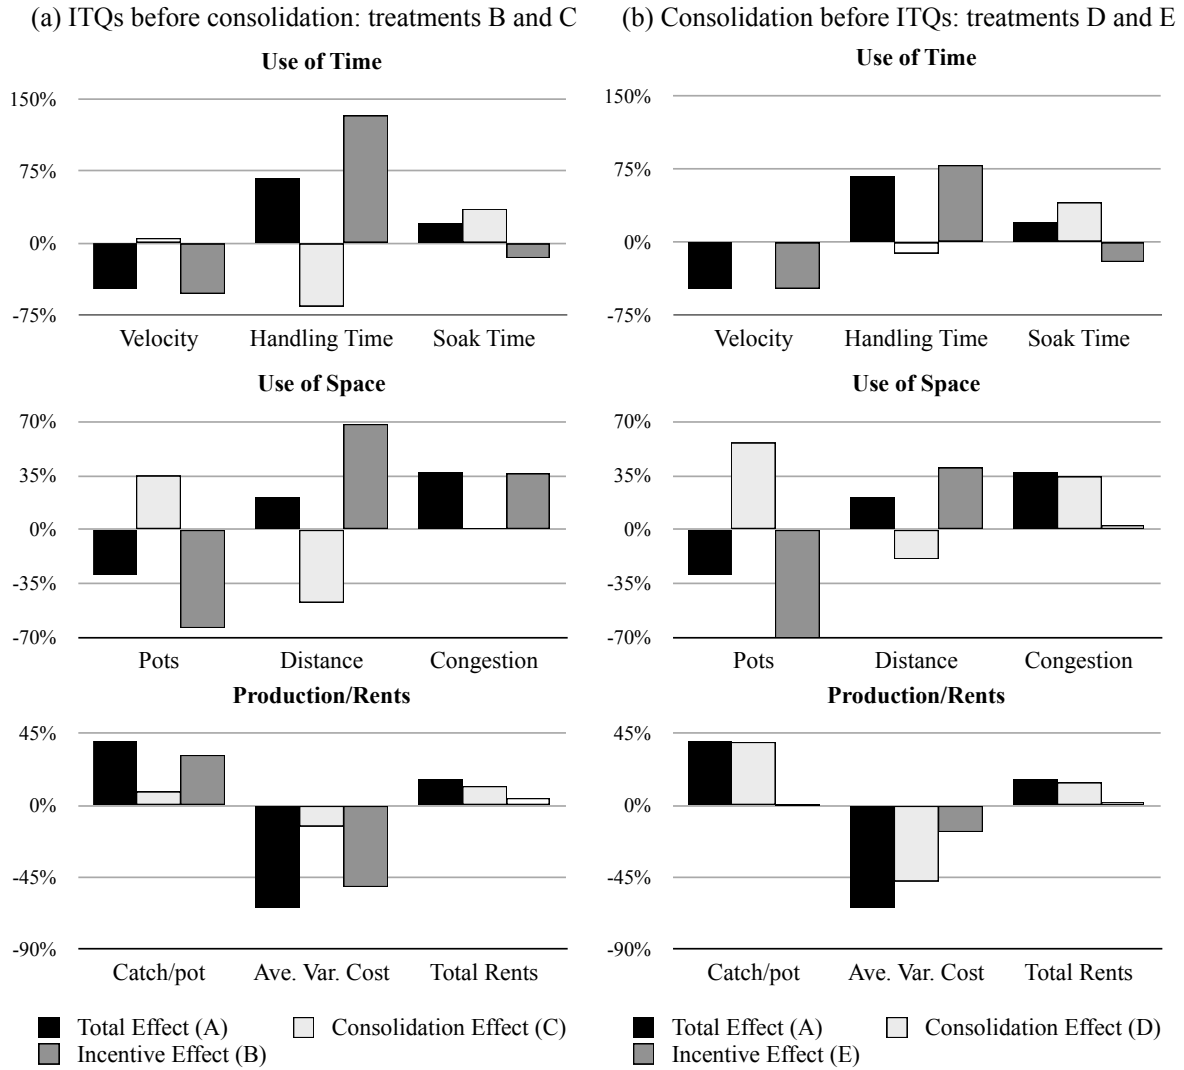 (a) ITQs before consolidation: treatments B and C
Use of Time
150%
75%
0%
-75%
Velocity Handling Time Soak Time
Use of Space
70%
35%
0%
-35%
-70%
Pots Distance Congestion
Production/Rents
45%
0%
-45%
-90%
Catch/pot Ave. Var. Cost Total Rents
Total Effect (A) Consolidation Effect (C)
Incentive Effect (B)
(b) Consolidation before ITQs: treatments D and E
Use of Time
150%
75%
0%
-75%
Velocity Handling Time Soak Time
Use of Space
70%
35%
0%
-35%
-70%
Pots Distance Congestion
Production/Rents
45%
0%
-45%
-90%
Catch/pot Ave. Var. Cost Total Rents
Total Effect (A) Consolidation Effect (D)
Incentive Effect (E)